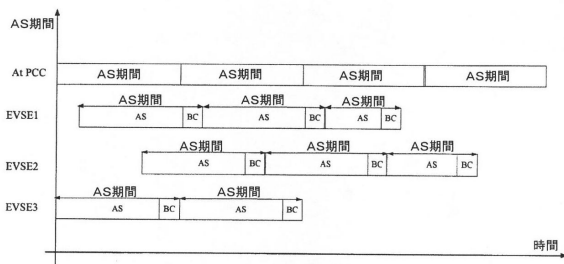 AS期間
At PCC AS期間 AS期間 AS期間 AS期間
AS期間 AS期間 AS期間
EVSE1 AS BC AS BC AS BC
AS期間 AS期間 AS期間
EVSE2 AS BC AS BC AS BC
AS期間 AS期間
EVSE3 AS BC AS BC
時間